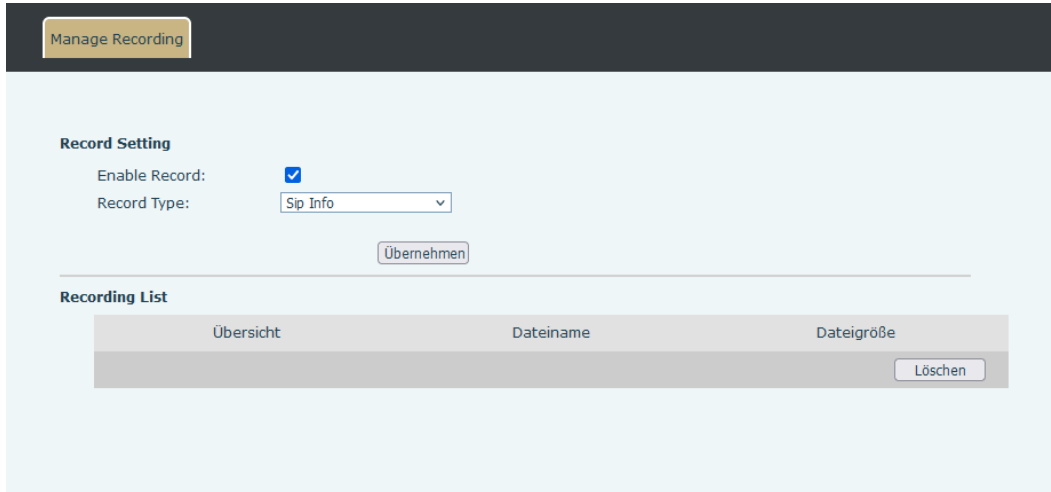 Manage Recording
Record Setting
Enable Record:
Record Type: Sip Info
Übernehmen
Recording List
Übersicht Dateiname Dateigröße
Löschen